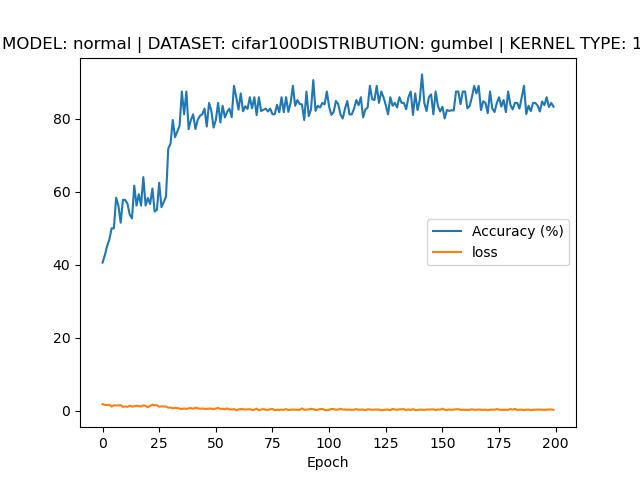 MODEL: normal | DATASET: cifar100DISTRIBUTION: gumbel | KERNEL TYPE: 1
80
60
40
20
0
Accuracy (%)
loss
0 25 50 75 100 125 150 175 200
Epoch